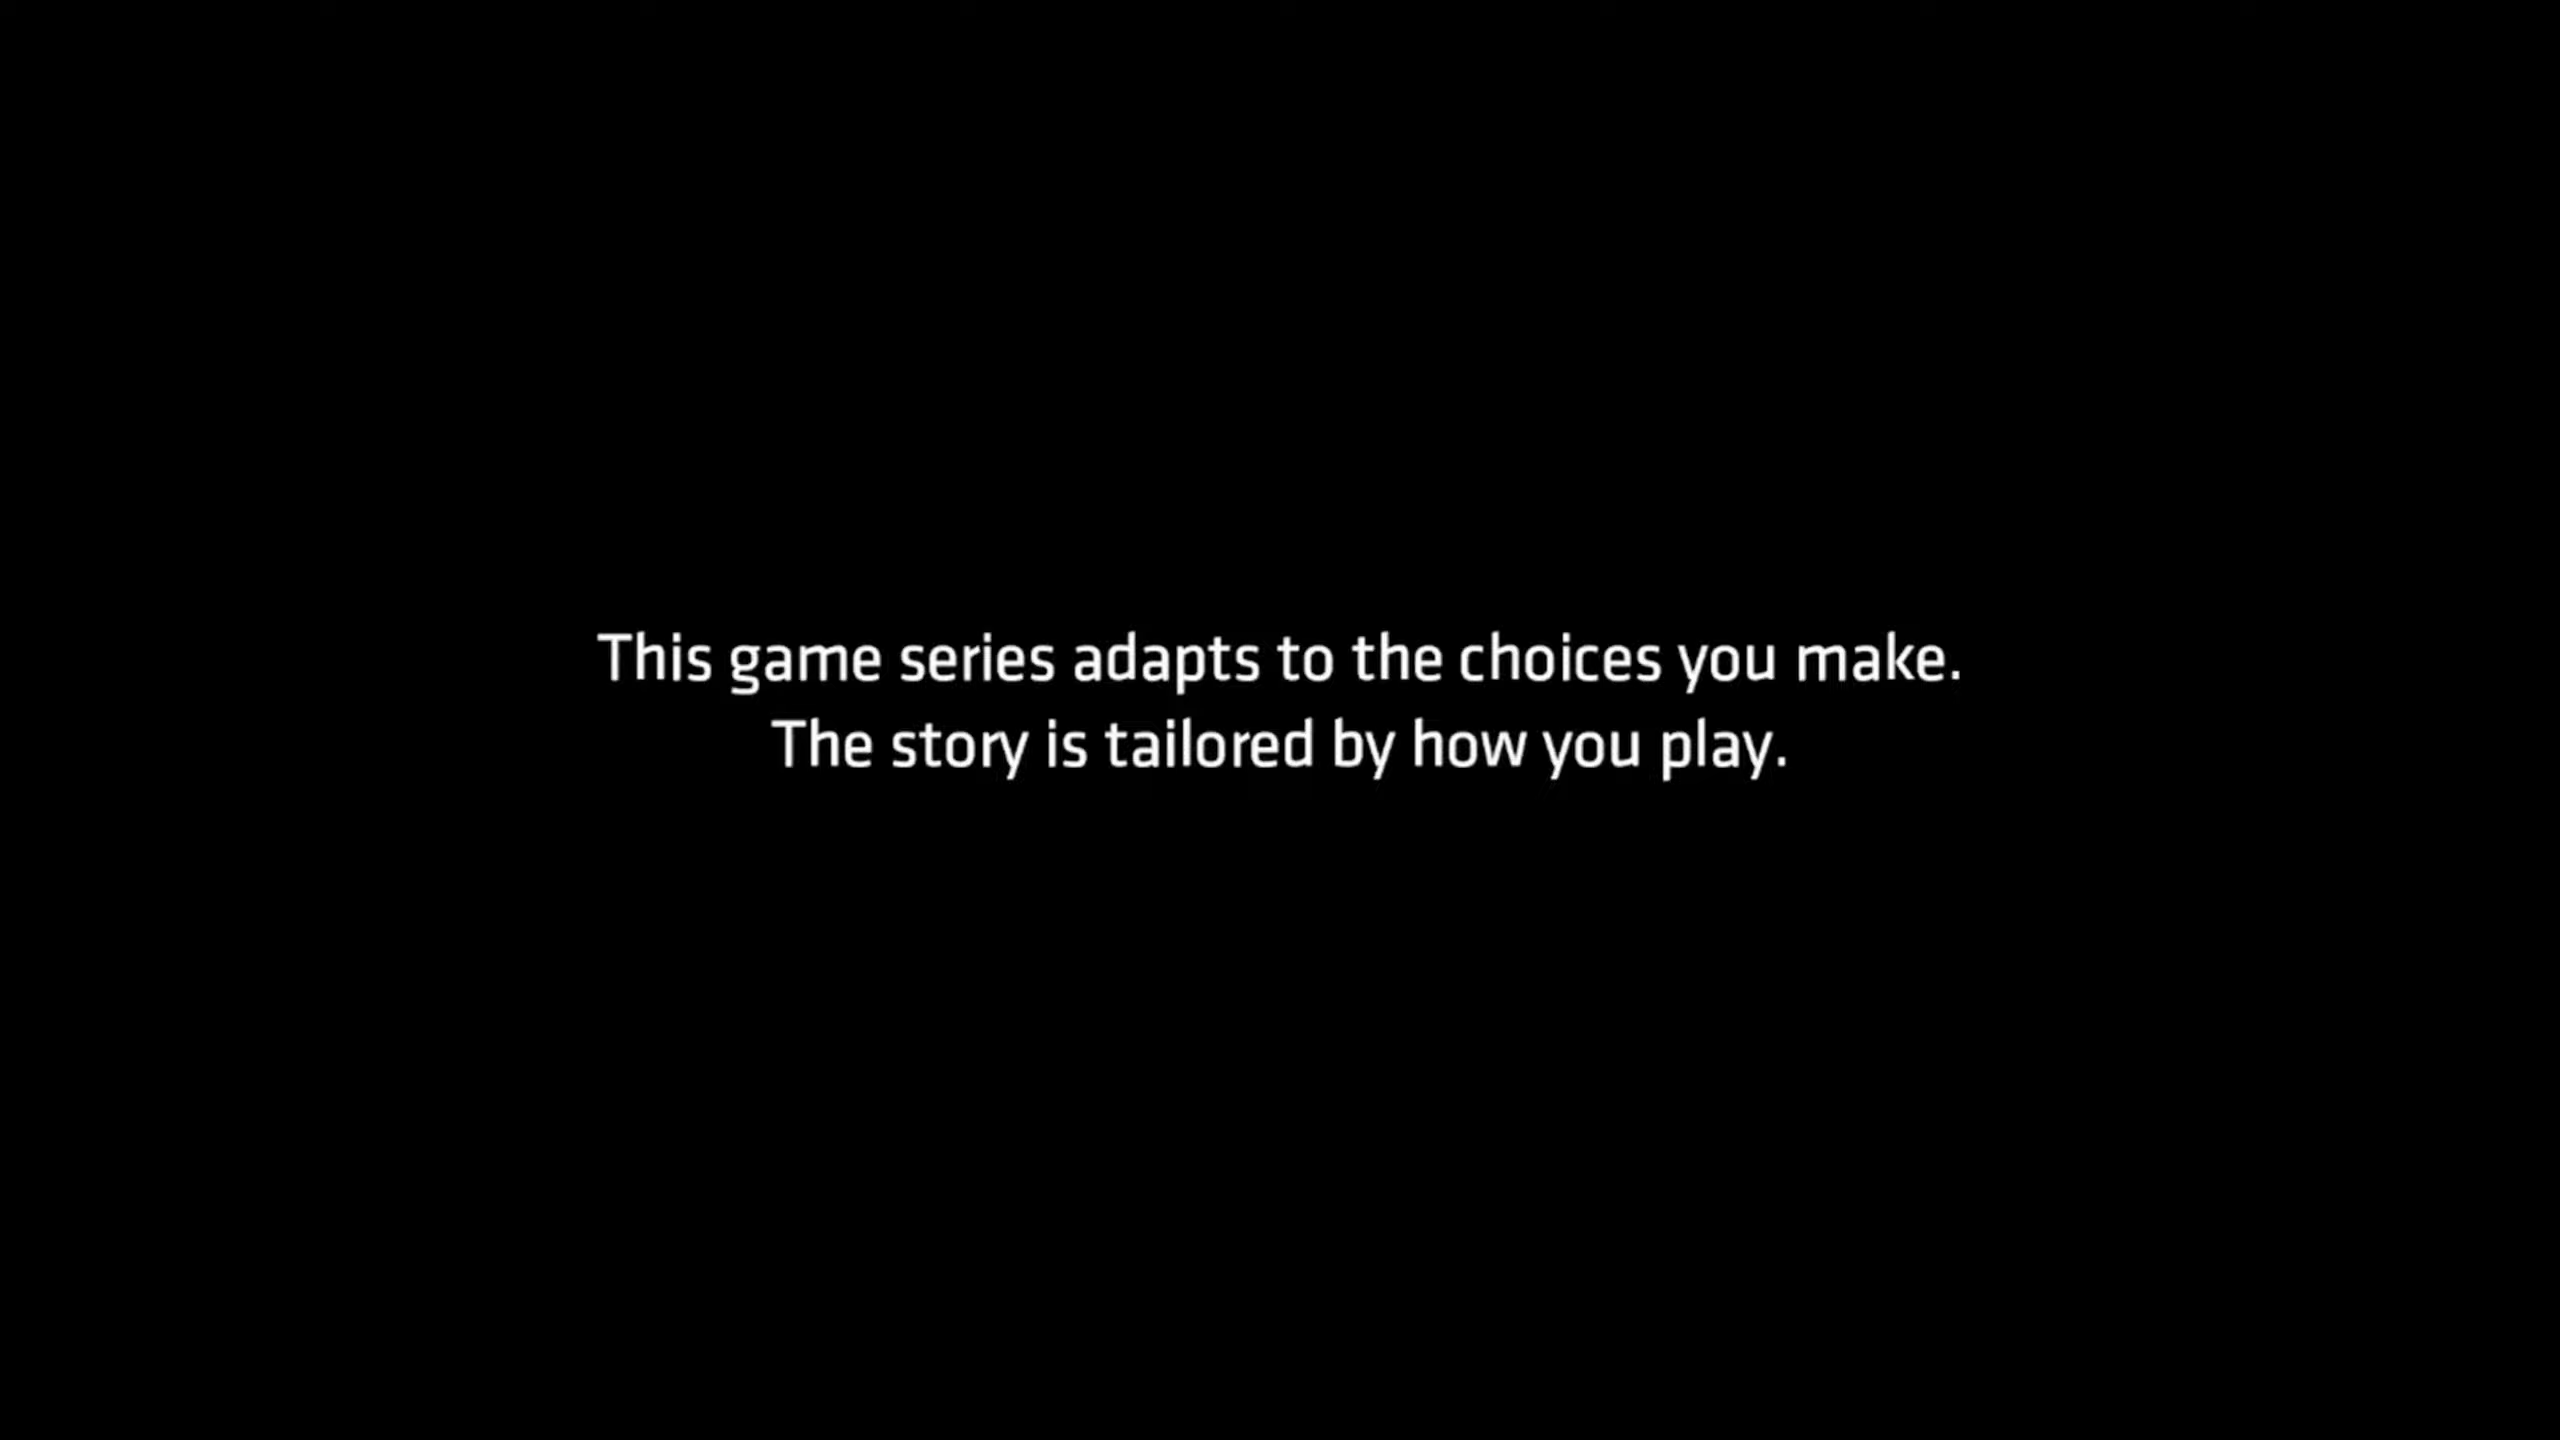 This game series adapts to the choices you make.
The story is tailored by how you play.